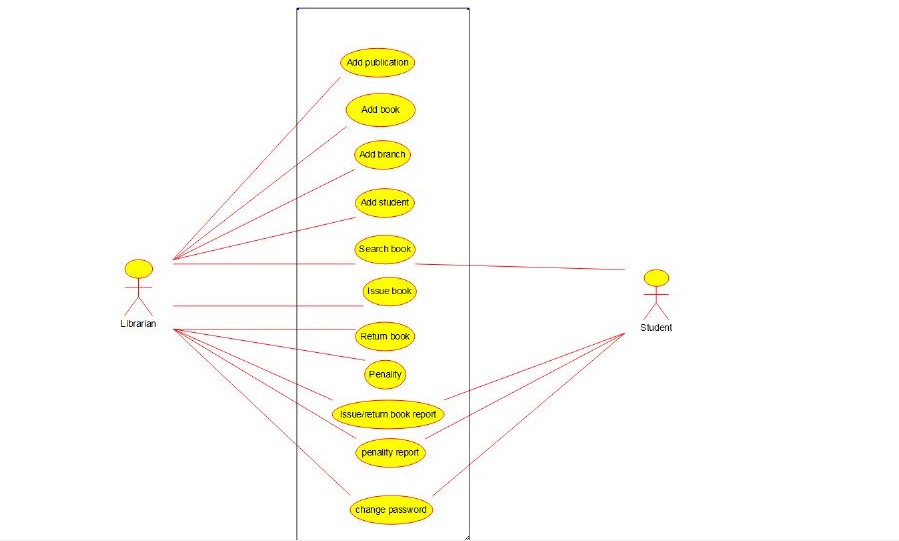 Add publication
Add book
Add branch
Add student
Search book
Issue book
Librarian
Student
Return book
Penality
Issue/return book report
penality report
change password